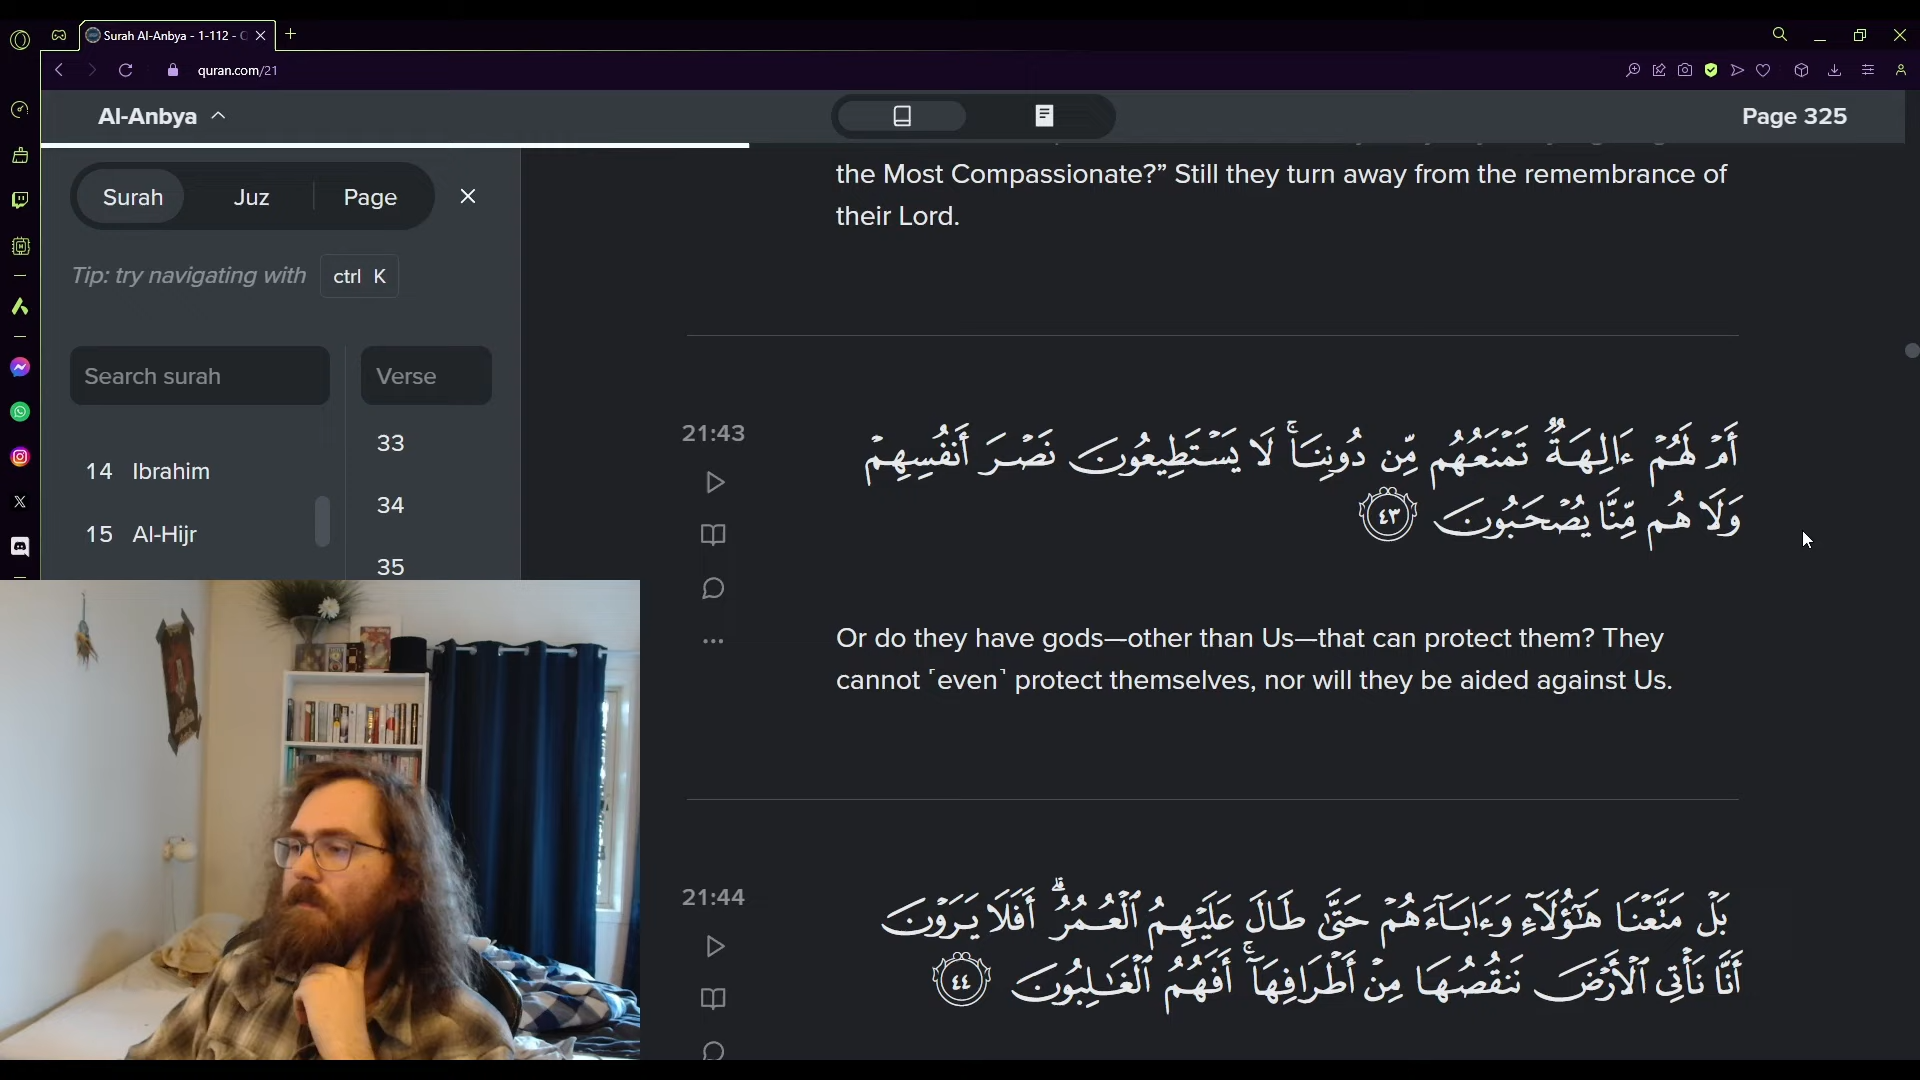 Surah Al-Anbya - 1-112 -
quran.com/21
Al-Anbya
Page 325
Surah
Juz
Page
Tip: try navigating with ctrl K
Search surah
Verse
14 Ibrahim
15 Al-Hijr
33
34
35
the Most Compassionate?” Still they turn away from the remembrance of
their Lord.
21:43
أَمْ لَهُمْ ءَالِهَةٌ تَمْنَعُهُم مِّن دُونِنَا ۚ لَا يَسْتَطِيعُونَ نَصْرَ أَنفُسِهِمْ
وَلَا هُم مِّنَّا يُصْحَبُونَ ٤٣
Or do they have gods—other than Us—that can protect them? They
cannot ˹even˺ protect themselves, nor will they be aided against Us.
21:44
بَلْ مَتَّعْنَا هَـٰٓؤُلَآءِ وَءَابَآءَهُمْ حَتَّىٰ طَالَ عَلَيْهِمُ ٱلْعُمُرُ ۗ أَفَلَا يَرَوْنَ
أَنَّا نَأْتِى ٱلْأَرْضَ نَنقُصُهَا مِنْ أَطْرَافِهَآ ۚ أَفَهُمُ ٱلْغَـٰلِبُونَ ٤٤